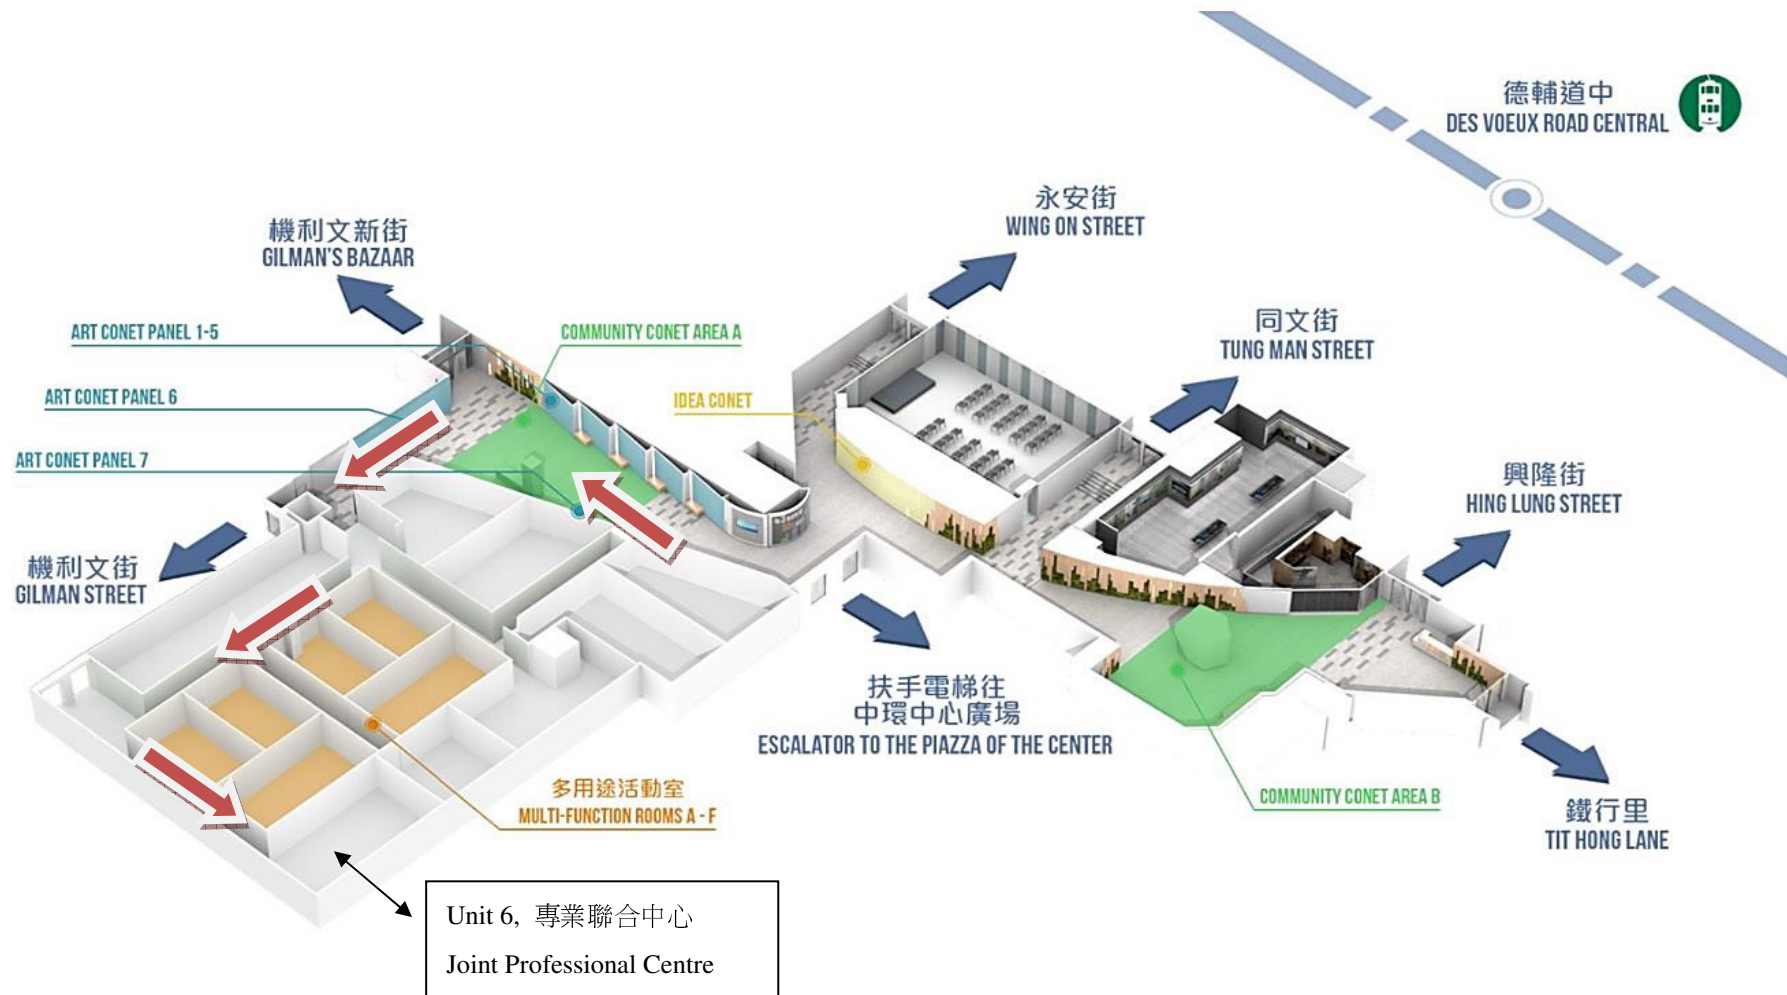 德輔道中
DES VOEUX ROAD CENTRAL
永安街
WING ON STREET
機利文新街
GILMAN'S BAZAAR
同文街
TUNG MAN STREET
ART CONET PANEL 1-5
COMMUNITY CONET AREA A
ART CONET PANEL 6
IDEA CONET
ART CONET PANEL 7
興隆街
HING LUNG STREET
機利文街
GILMAN STREET
扶手電梯往
中環中心廣場
ESCALATOR TO THE PIAZZA OF THE CENTER
多用途活動室
MULTI-FUNCTION ROOMS A - F
COMMUNITY CONET AREA B
鐵行里
TIT HONG LANE
Unit 6, 專業聯合中心
Joint Professional Centre